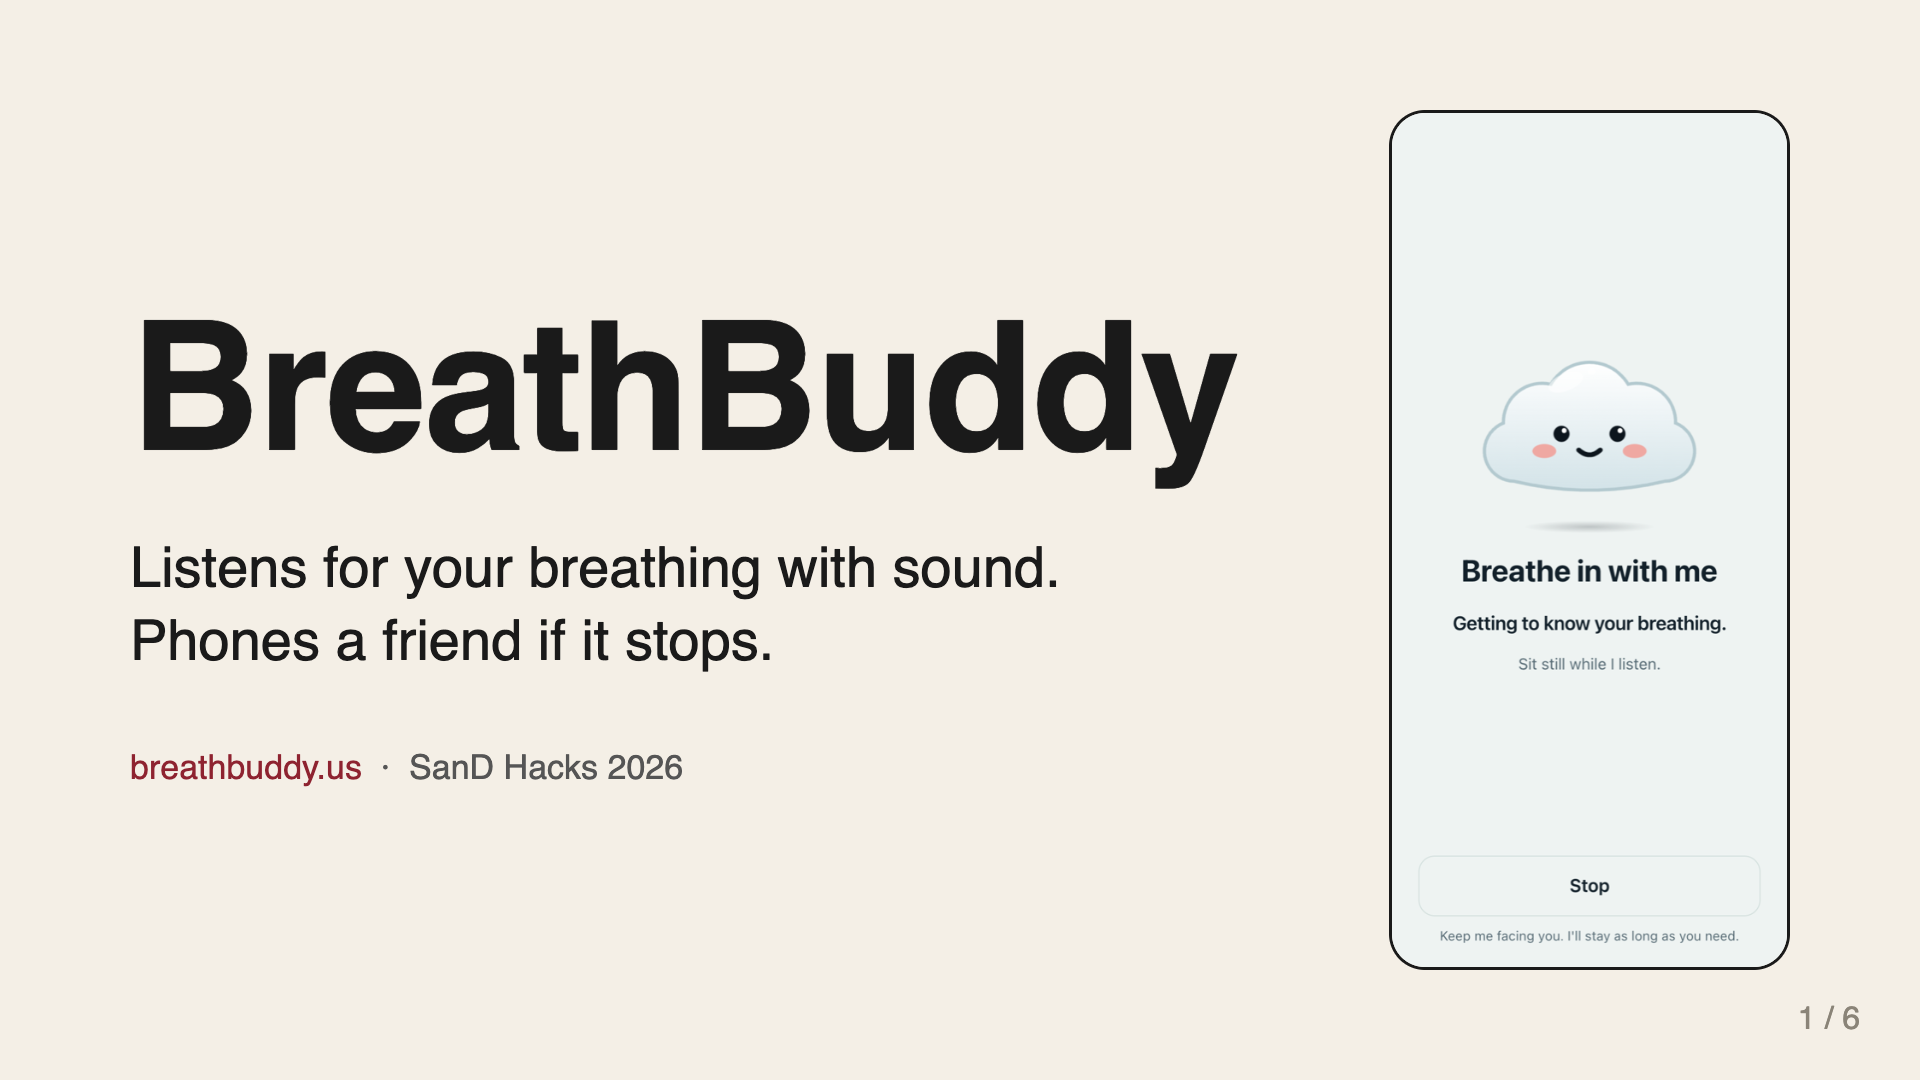 BreathBuddy
Listens for your breathing with sound.
Phones a friend if it stops.
breathbuddy.us · SanD Hacks 2026
Breathe in with me
Getting to know your breathing.
Sit still while I listen.
Stop
Keep me facing you. I'll stay as long as you need.
1 / 6